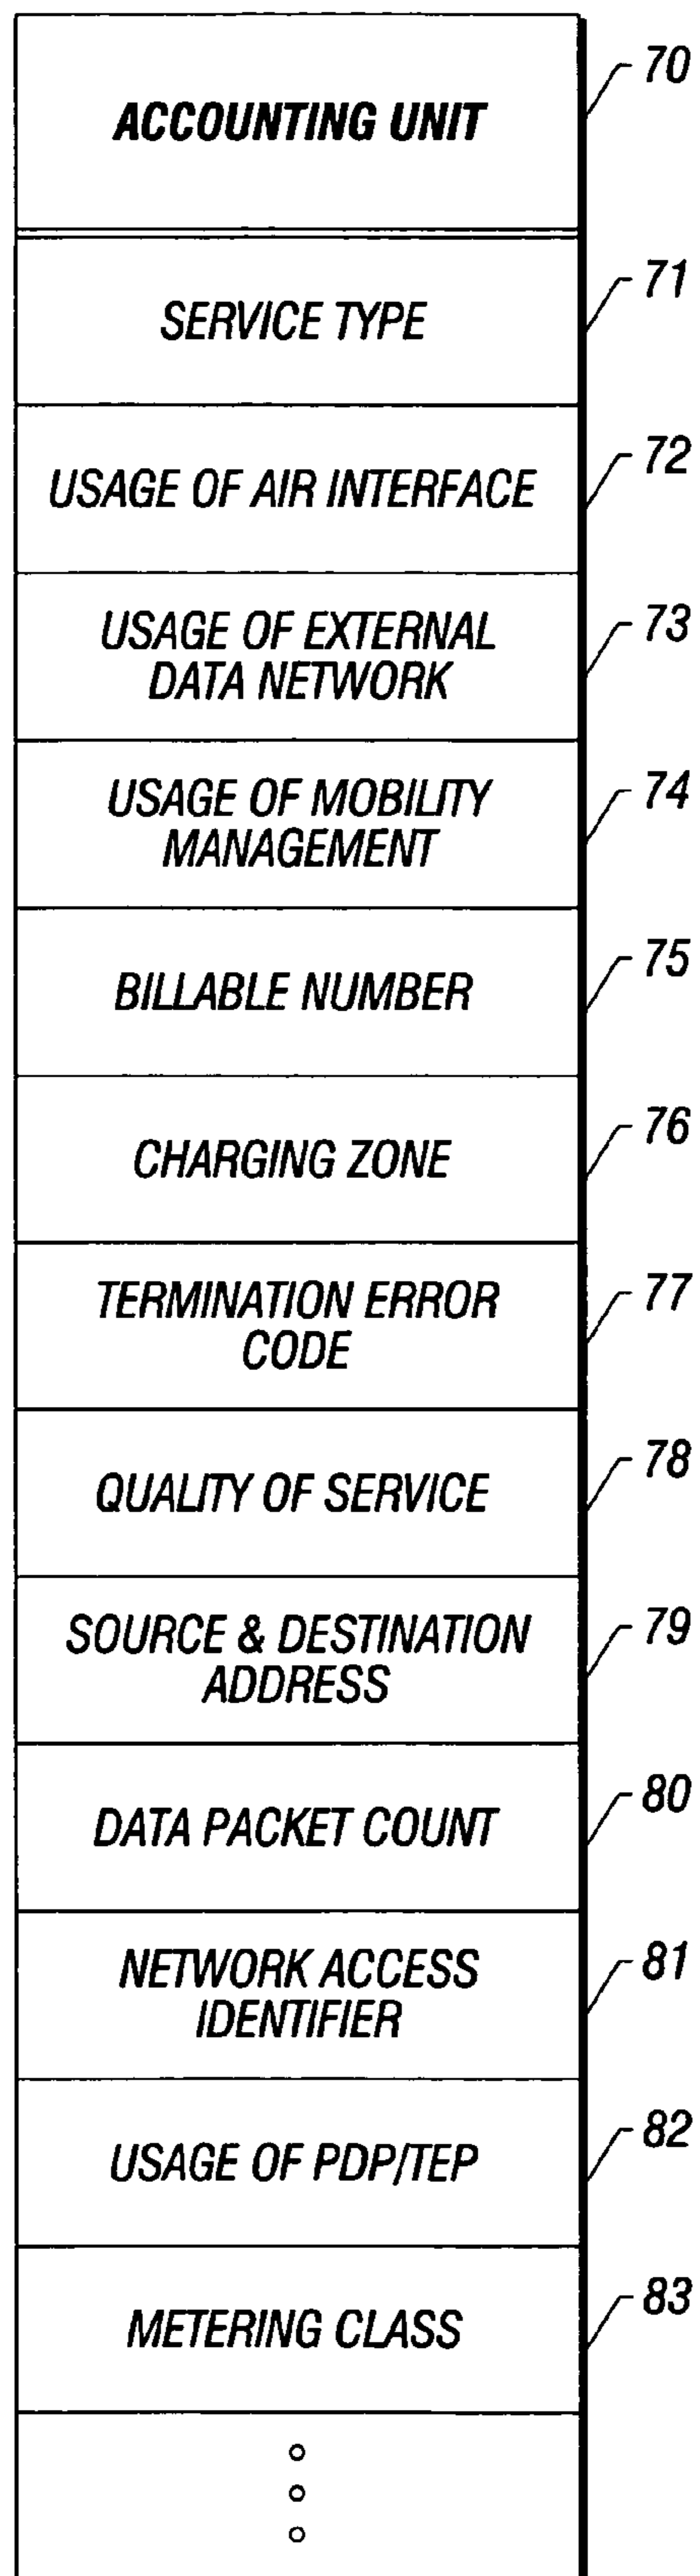 ACCOUNTING UNIT
70
SERVICE TYPE
71
USAGE OF AIR INTERFACE
72
USAGE OF EXTERNAL
DATA NETWORK
73
USAGE OF MOBILITY
MANAGEMENT
74
BILLABLE NUMBER
75
CHARGING ZONE
76
TERMINATION ERROR
CODE
77
QUALITY OF SERVICE
78
SOURCE & DESTINATION
ADDRESS
79
DATA PACKET COUNT
80
NETWORK ACCESS
IDENTIFIER
81
USAGE OF PDP/TEP
82
METERING CLASS
83